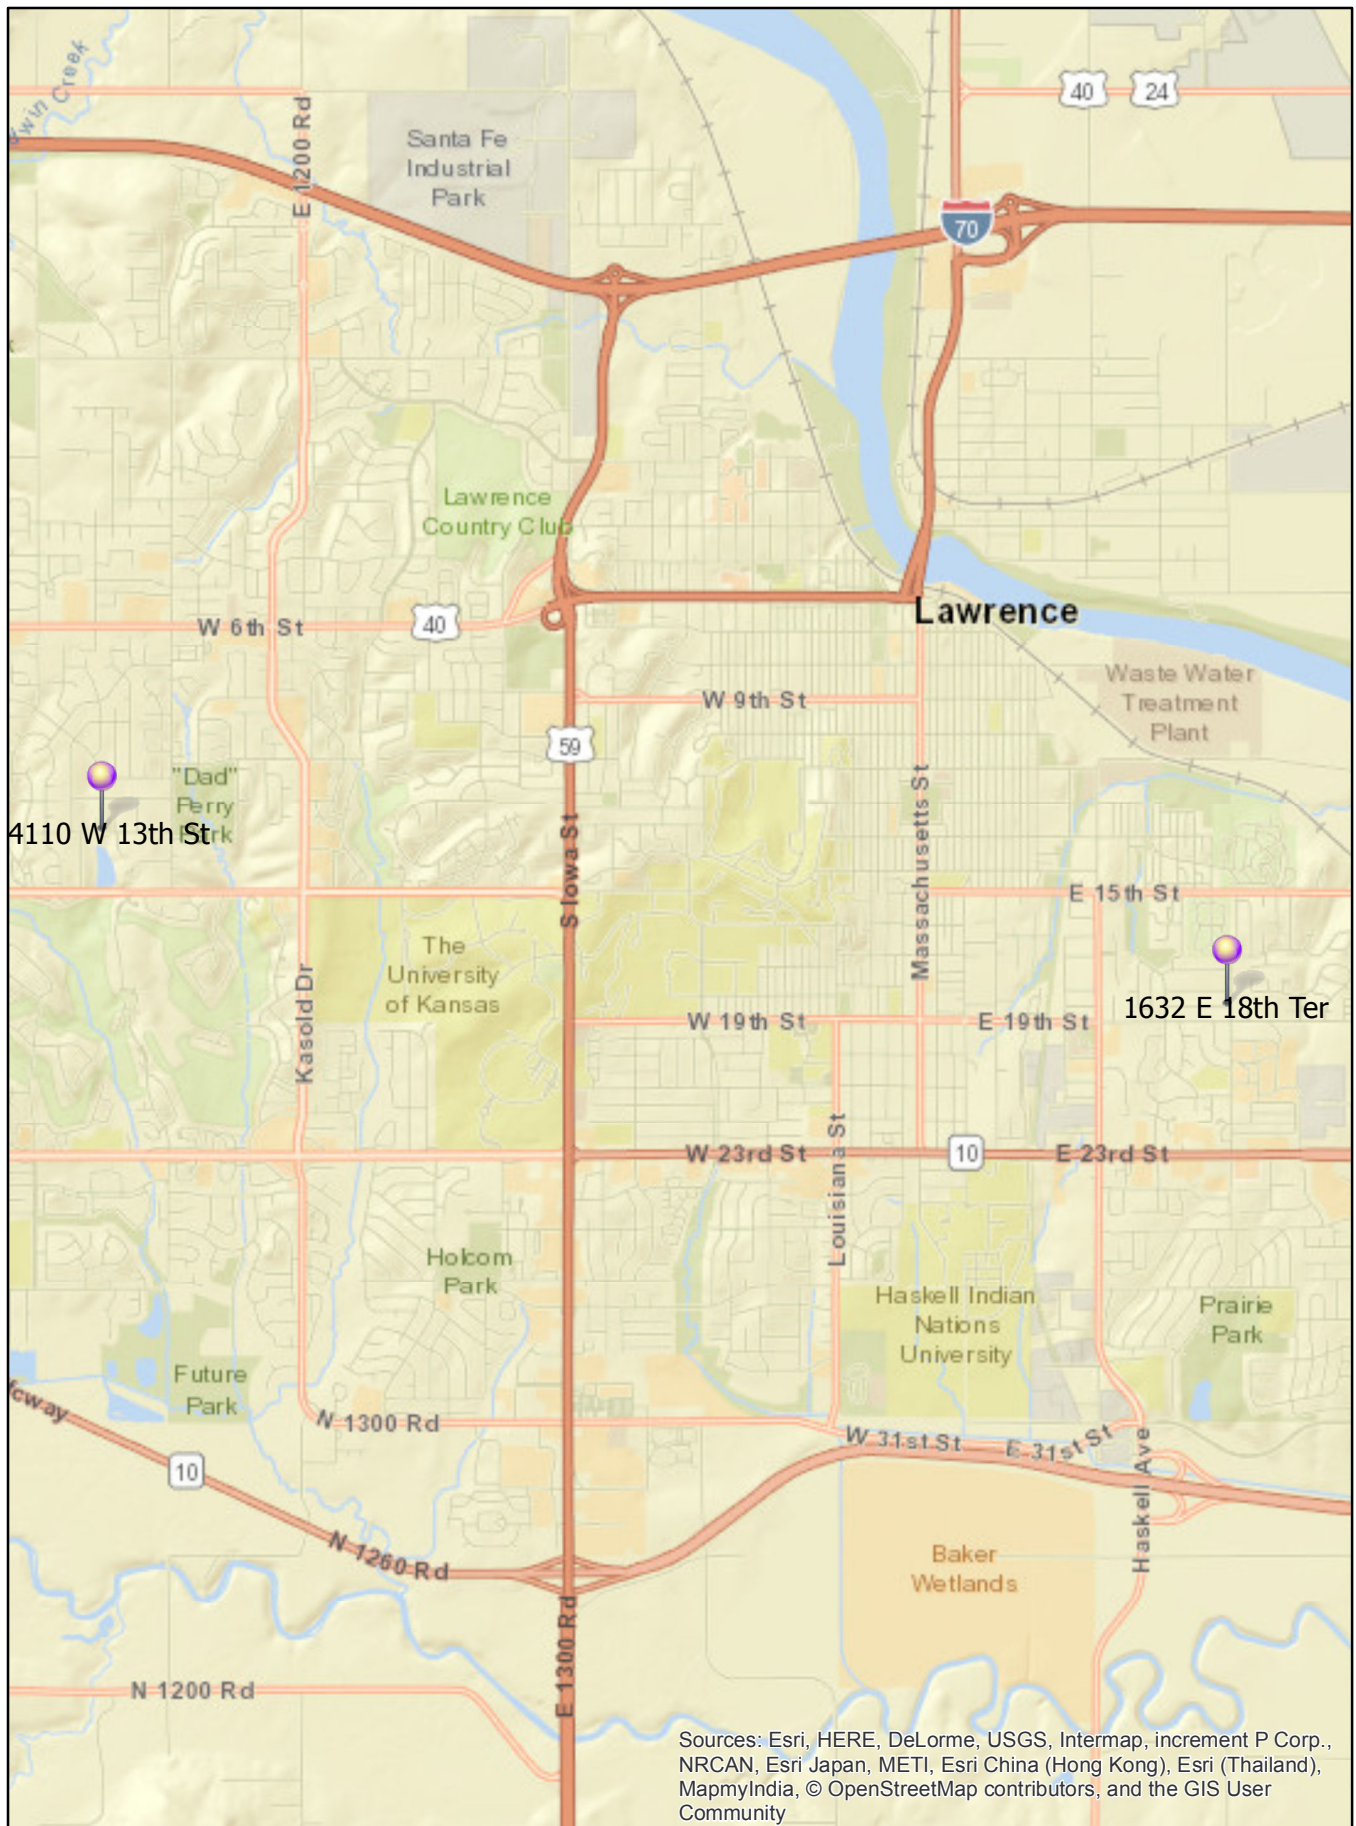 Twin Creek
E 1200 Rd
40
24
Santa Fe
Industrial
Park
70
Lawrence
Country Club
W 6th St
40
Lawrence
W 9th St
Waste Water
Treatment
Plant
59
"Dad"
Perry
Park
4110 W 13th St
S Iowa St
Massachusetts St
E 15th St
The
University
of Kansas
Kasold Dr
1632 E 18th Ter
W 19th St
E 19th St
W 23rd St
10
E 23rd St
Louisiana St
Holcom
Park
Haskell Indian
Nations
University
Prairie
Park
Future
Park
N 1300 Rd
W 31st St
E 31st St
10
Haskell Ave
N 1260 Rd
Baker
Wetlands
E 1300 Rd
N 1200 Rd
Sources: Esri, HERE, DeLorme, USGS, Intermap, increment P Corp.,
NRCAN, Esri Japan, METI, Esri China (Hong Kong), Esri (Thailand),
MapmyIndia, © OpenStreetMap contributors, and the GIS User
Community